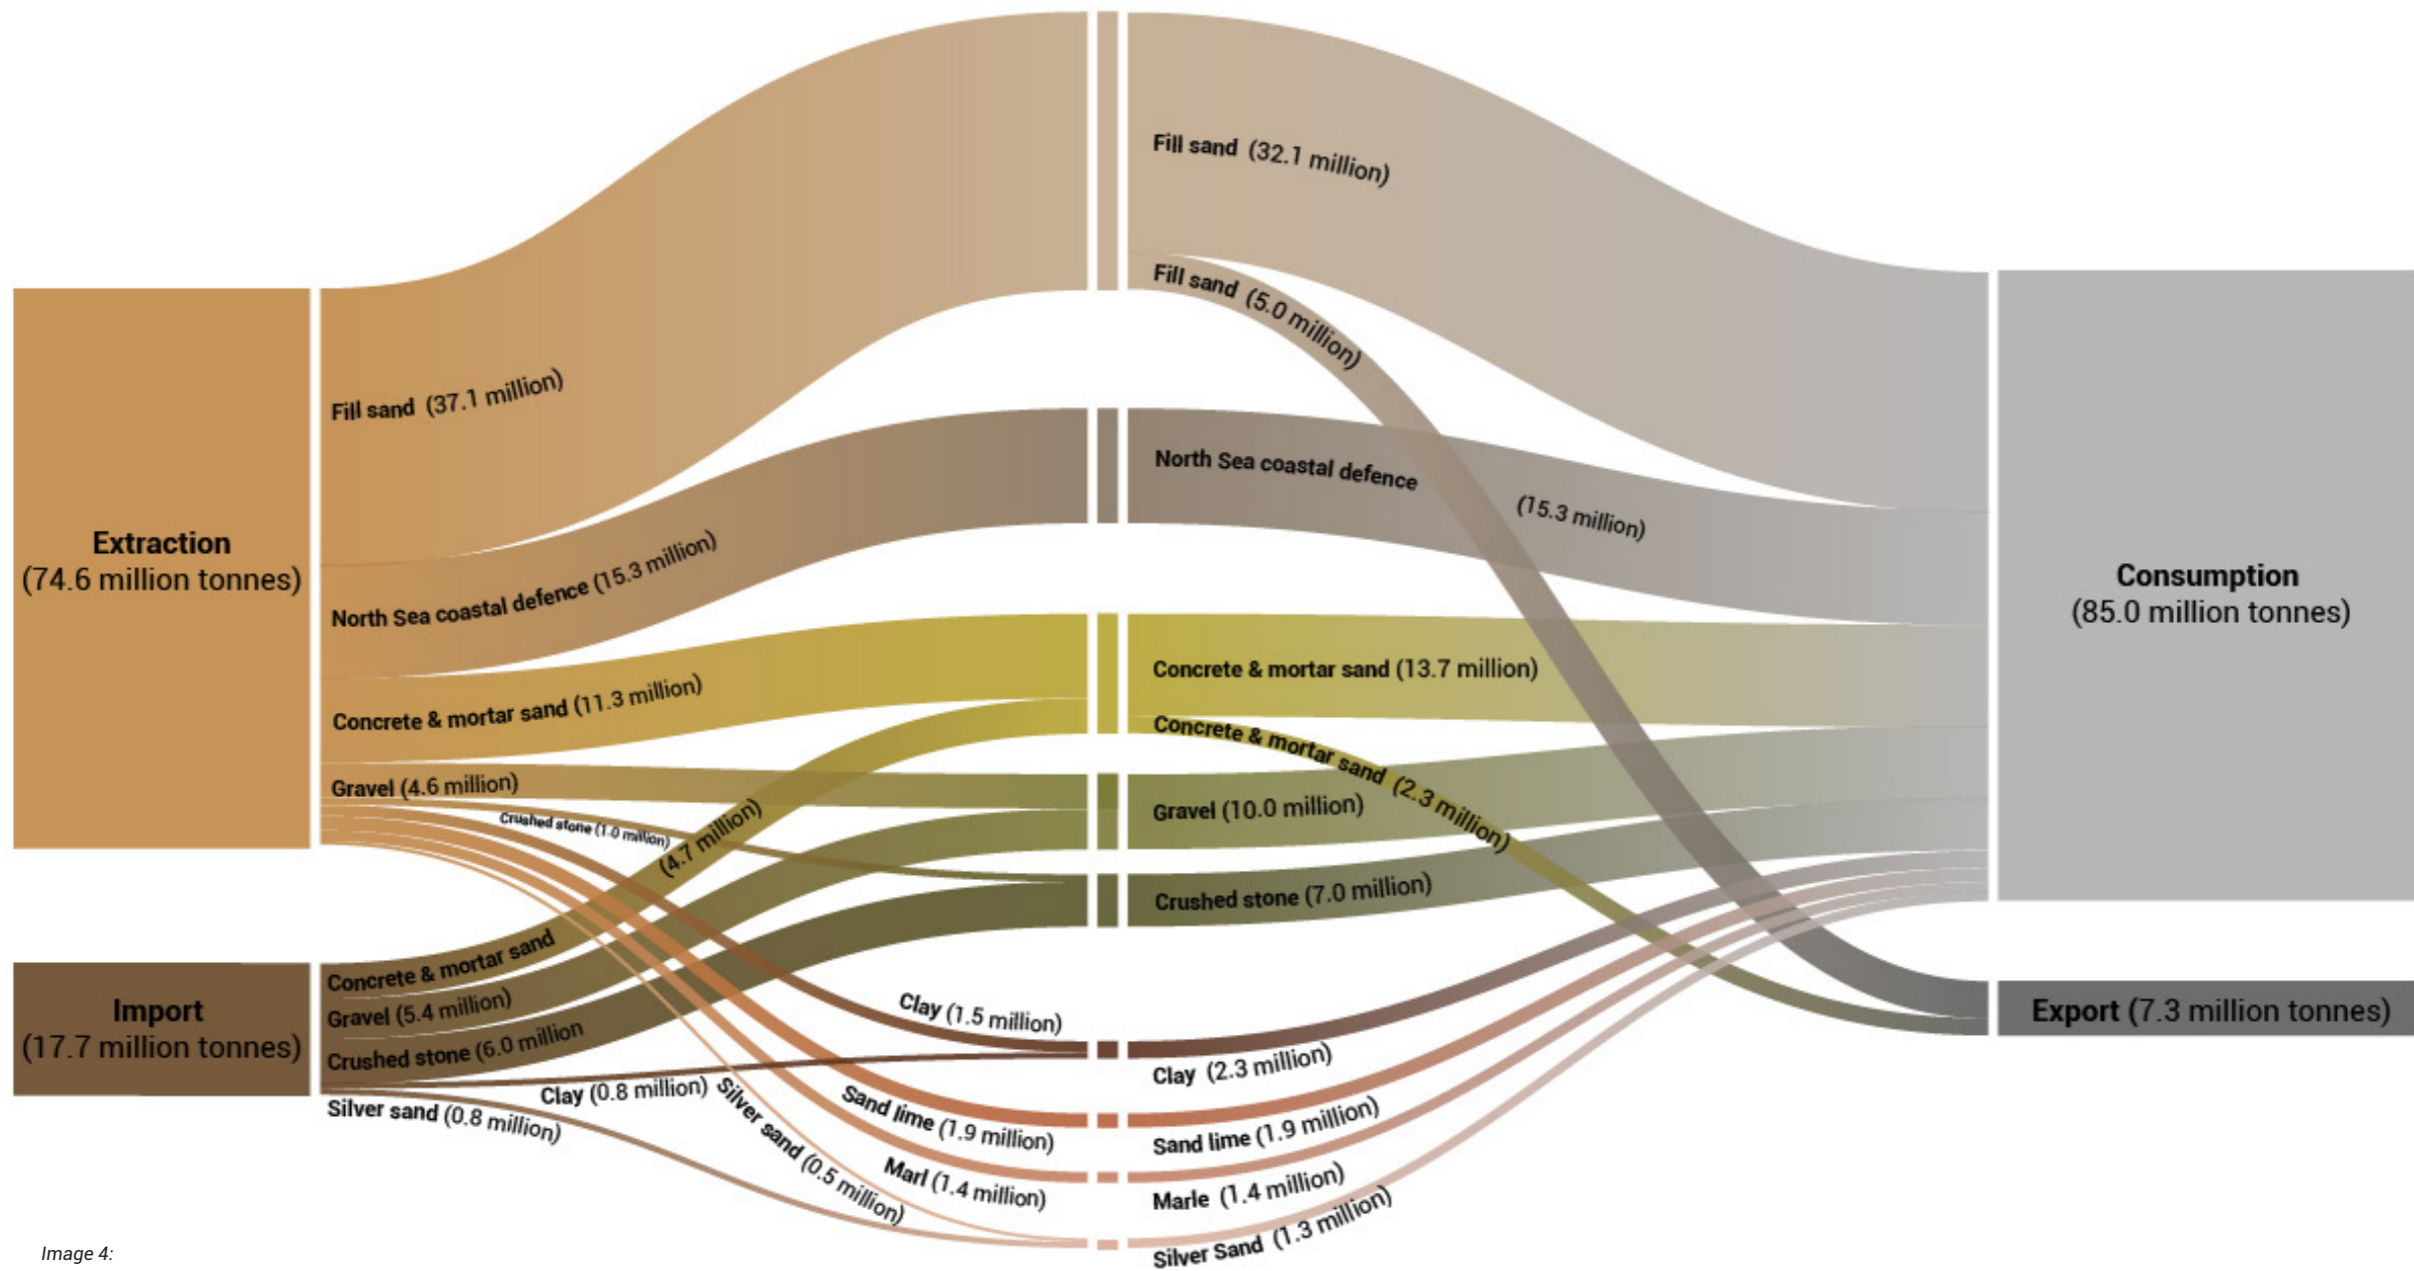 Extraction
(74.6 million tonnes)
Import
(17.7 million tonnes)
Fill sand (37.1 million)
North Sea coastal defence (15.3 million)
Concrete & mortar sand (11.3 million)
Gravel (4.6 million)
Crushed stone (1.0 million)
Concrete & mortar sand (4.7 million)
Gravel (5.4 million)
Crushed stone (6.0 million
Clay (0.8 million)
Silver sand (0.8 million)
Clay (1.5 million)
Sand lime (1.9 million)
Marl (1.4 million)
Silver sand (0.5 million)
Fill sand (32.1 million)
Fill sand (5.0 million)
North Sea coastal defence (15.3 million)
Concrete & mortar sand (13.7 million)
Concrete & mortar sand (2.3 million)
Gravel (10.0 million)
Crushed stone (7.0 million)
Clay (2.3 million)
Sand lime (1.9 million)
Marle (1.4 million)
Silver Sand (1.3 million)
Consumption
(85.0 million tonnes)
Export (7.3 million tonnes)
Image 4: